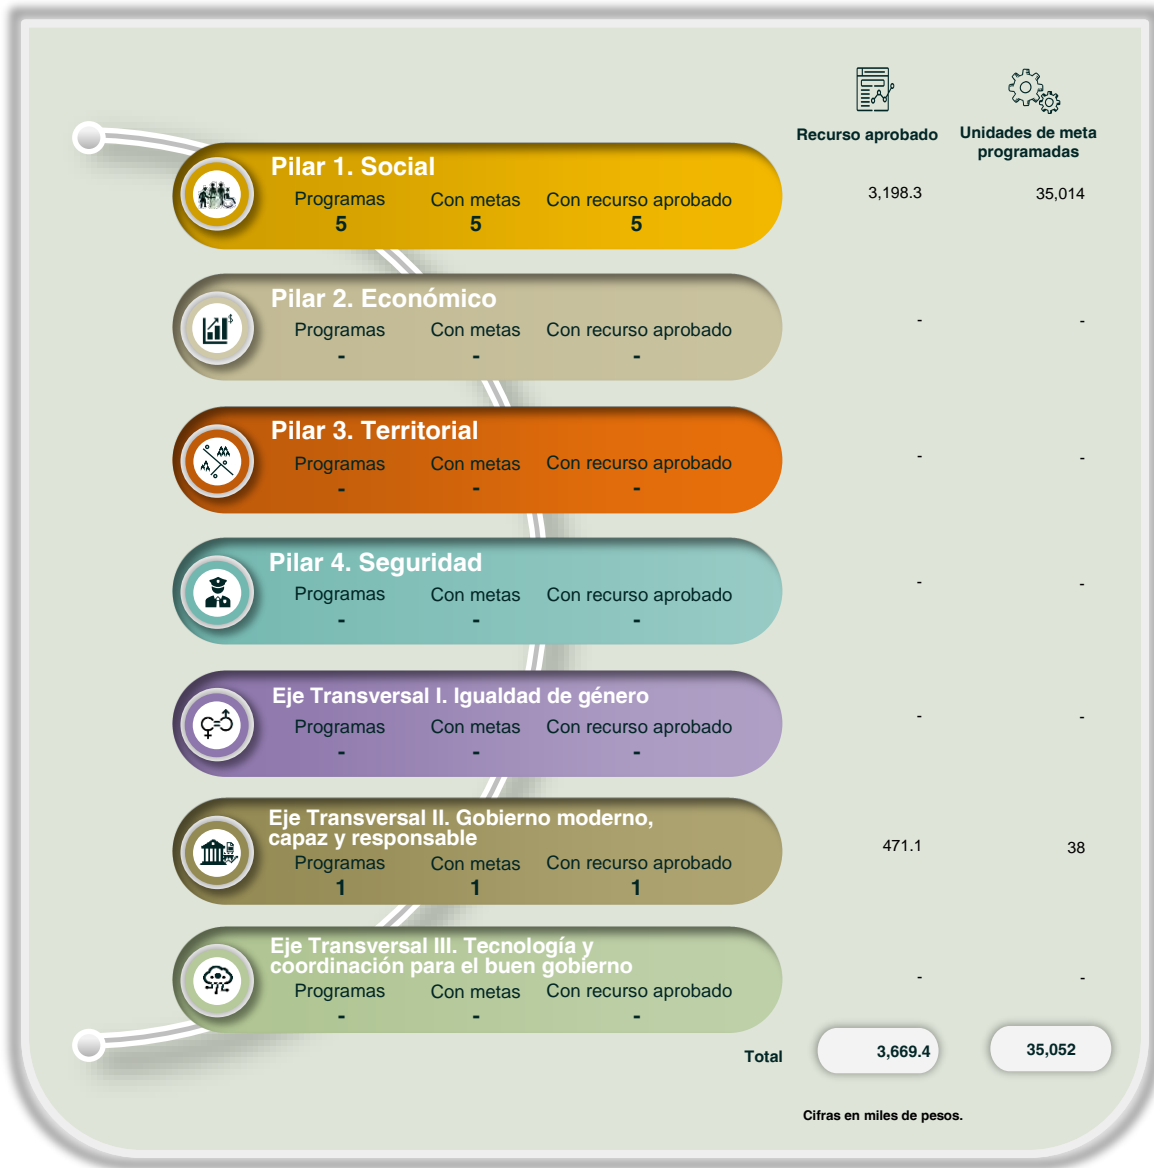 Recurso aprobado
Unidades de meta
programadas
Pilar 1. Social
Programas Con metas Con recurso aprobado
5 5 5
3,198.3 35,014
Pilar 2. Económico
Programas Con metas Con recurso aprobado
- - -
- -
Pilar 3. Territorial
Programas Con metas Con recurso aprobado
- - -
- -
Pilar 4. Seguridad
Programas Con metas Con recurso aprobado
- - -
- -
Eje Transversal I. Igualdad de género
Programas Con metas Con recurso aprobado
- - -
- -
Eje Transversal II. Gobierno moderno,
capaz y responsable
Programas Con metas Con recurso aprobado
1 1 1
471.1 38
Eje Transversal III. Tecnología y
coordinación para el buen gobierno
Programas Con metas Con recurso aprobado
- - -
- -
Total 3,669.4 35,052
Cifras en miles de pesos.